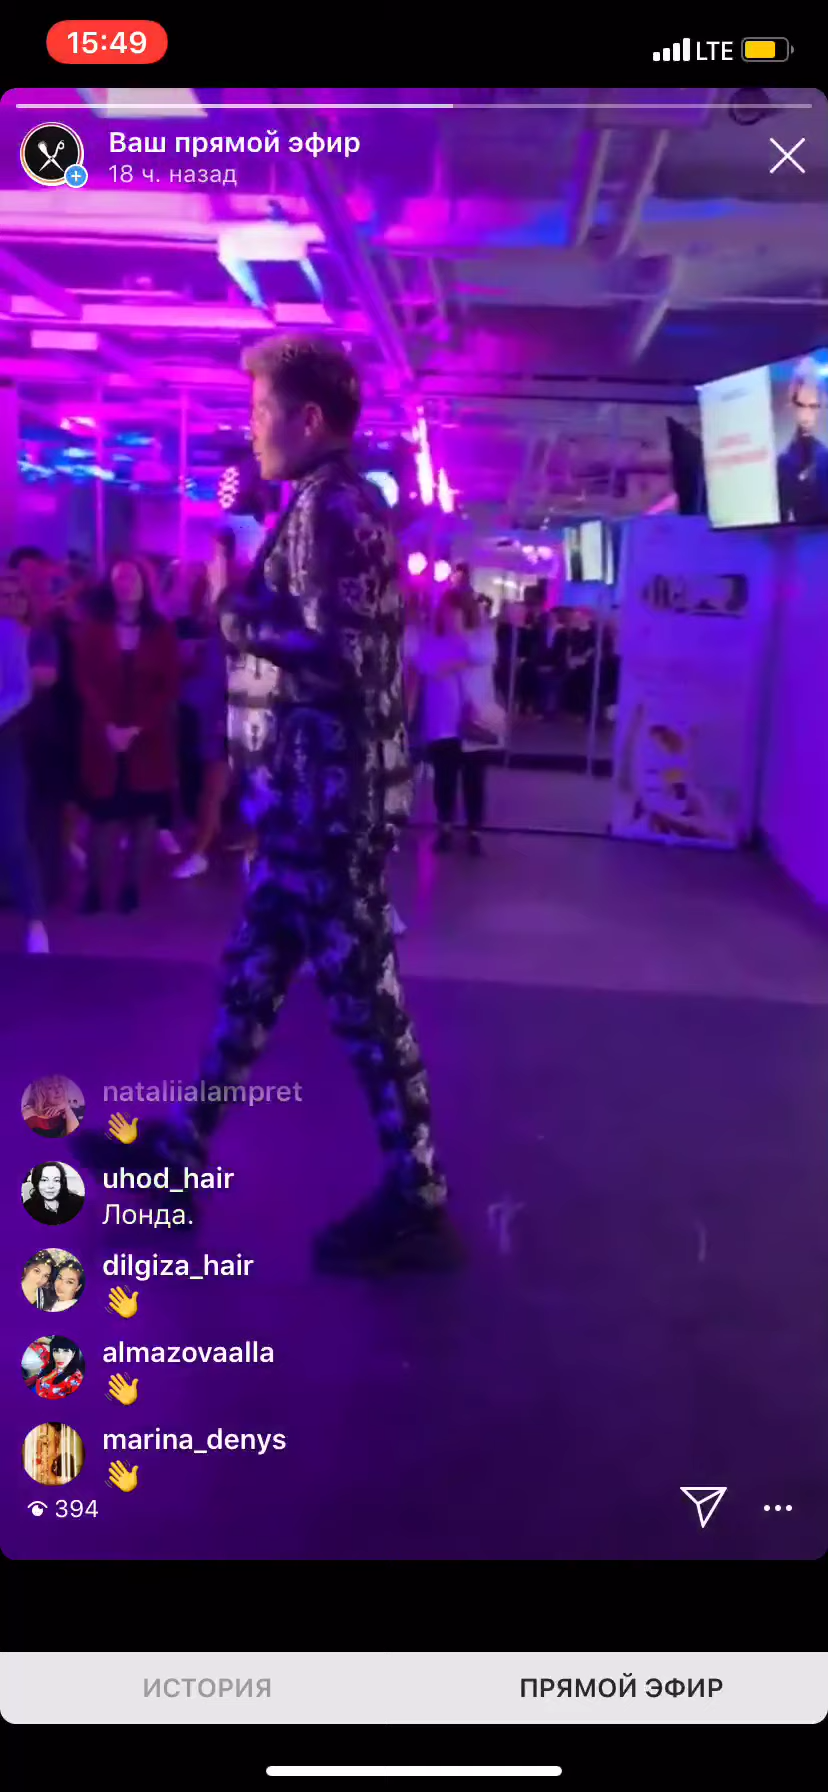 15:49
LTE
Ваш прямой эфир
18 ч. назад
nataliialampret
👋
uhod_hair
Лонда.
dilgiza_hair
👋
almazovaalla
👋
marina_denys
👋
394
ИСТОРИЯ
ПРЯМОЙ ЭФИР